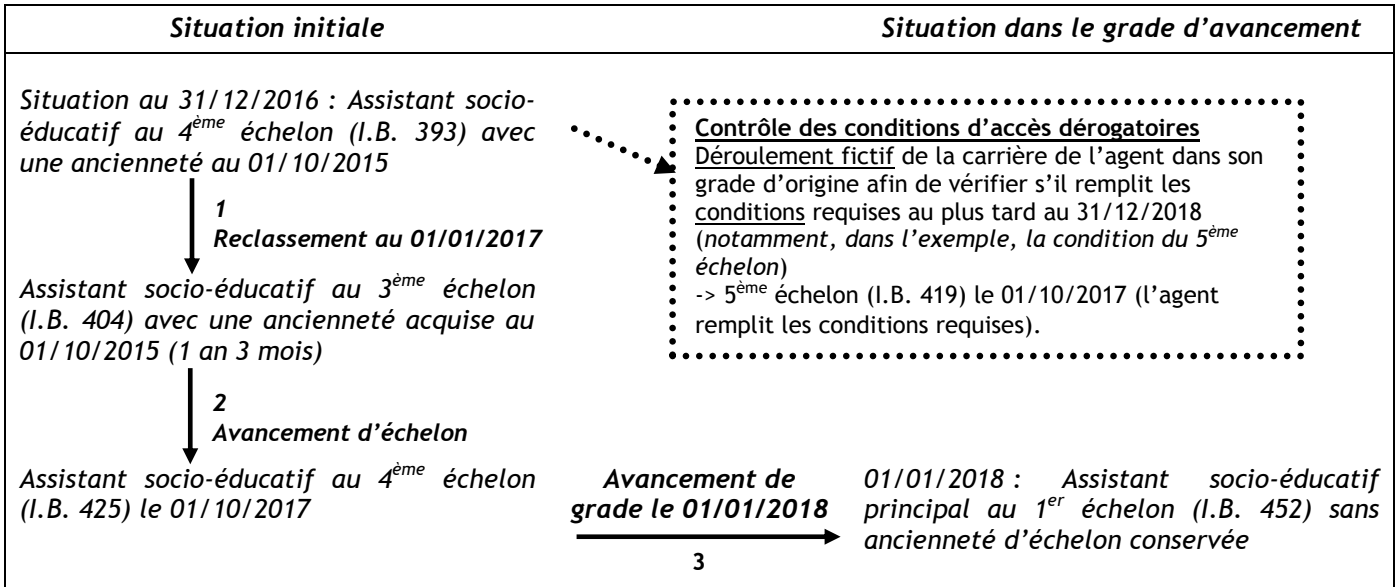 Situation initiale
Situation dans le grade d’avancement
Situation au 31/12/2016 : Assistant socio-
éducatif au 4ème échelon (I.B. 393) avec
une ancienneté au 01/10/2015
Contrôle des conditions d’accès dérogatoires
Déroulement fictif de la carrière de l’agent dans son
grade d’origine afin de vérifier s’il remplit les
conditions requises au plus tard au 31/12/2018
(notamment, dans l’exemple, la condition du 5ème
échelon)
-> 5ème échelon (I.B. 419) le 01/10/2017 (l’agent
remplit les conditions requises).
1
Reclassement au 01/01/2017
Assistant socio-éducatif au 3ème échelon
(I.B. 404) avec une ancienneté acquise au
01/10/2015 (1 an 3 mois)
2
Avancement d’échelon
Assistant socio-éducatif au 4ème échelon
(I.B. 425) le 01/10/2017
Avancement de
grade le 01/01/2018
3
01/01/2018 : Assistant socio-éducatif
principal au 1er échelon (I.B. 452) sans
ancienneté d’échelon conservée